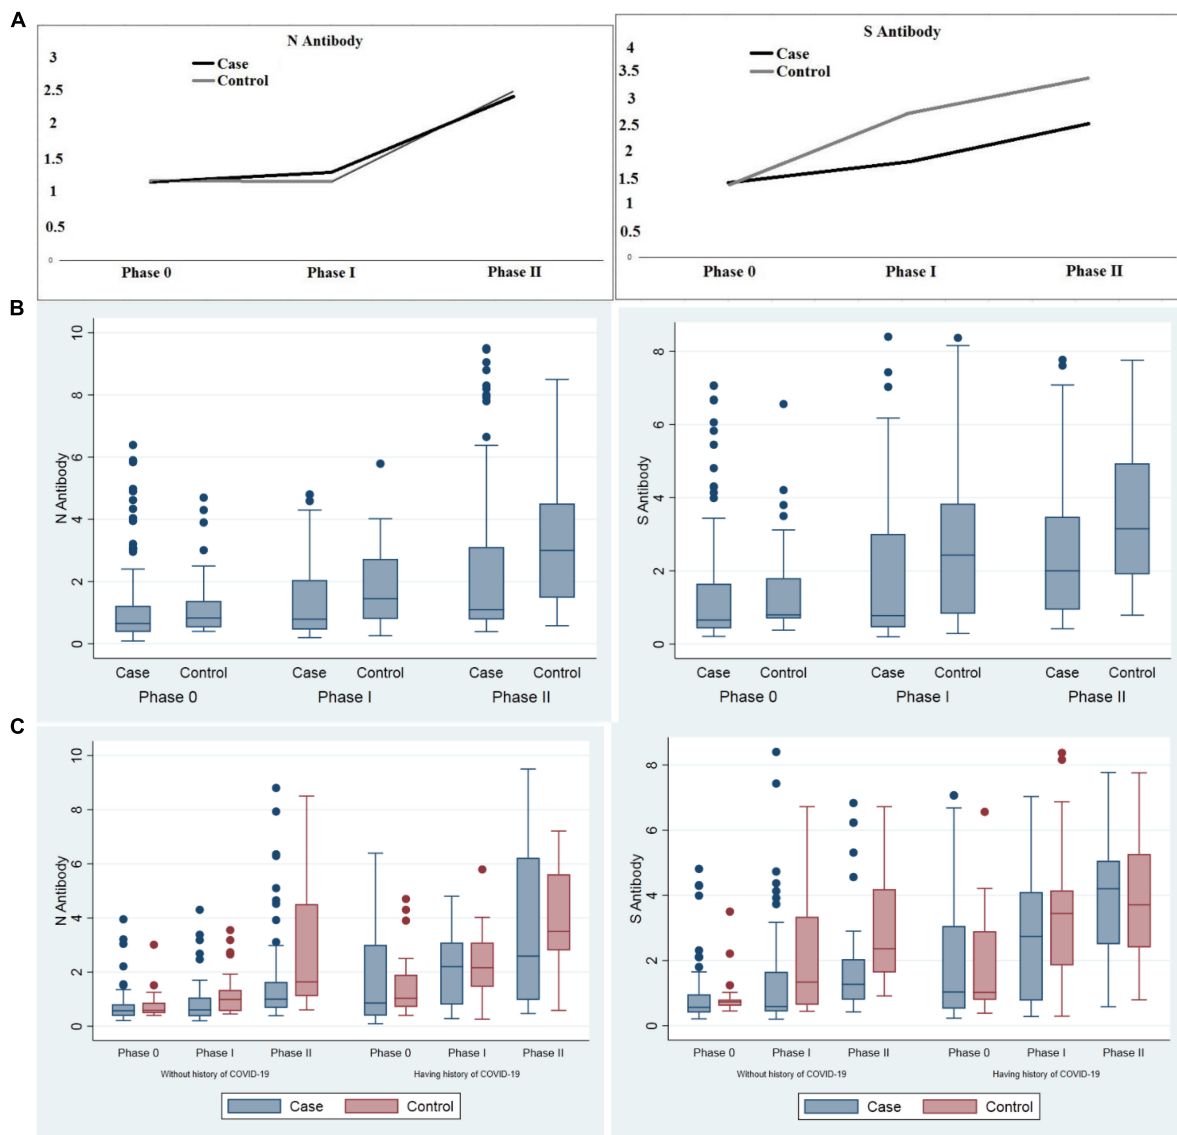 A
N Antibody
Case
Control
3
2.5
2
1.5
1
0.5
0
Phase 0 Phase I Phase II
S Antibody
Case
Control
4
3.5
3
2.5
2
1.5
1
0.5
0
Phase 0 Phase I Phase II
B
N Antibody
10
8
6
4
2
0
Case Control Case Control Case Control
Phase 0 Phase I Phase II
S Antibody
8
6
4
2
0
Case Control Case Control Case Control
Phase 0 Phase I Phase II
C
N Antibody
10
8
6
4
2
0
Phase 0 Phase I Phase II Phase 0 Phase I Phase II
Without history of COVID-19 Having history of COVID-19
Case Control
S Antibody
8
6
4
2
0
Phase 0 Phase I Phase II Phase 0 Phase I Phase II
Without history of COVID-19 Having history of COVID-19
Case Control